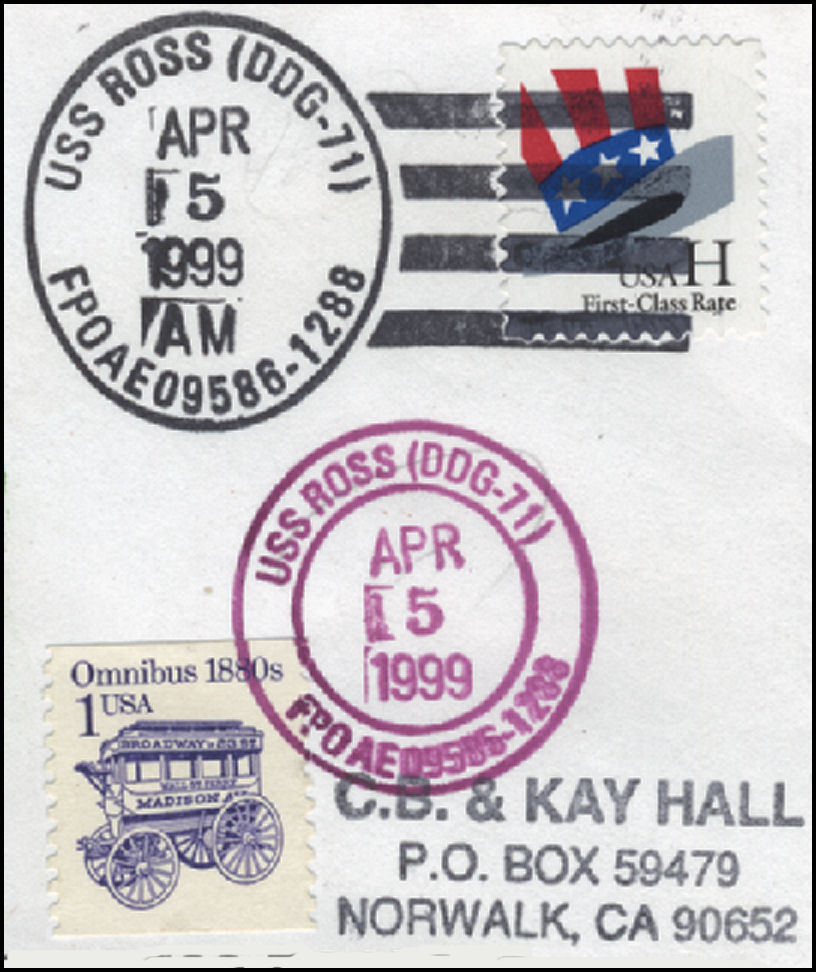 USS ROSS (DDG-71)
APR
5
1999
AM
FPO AE 09586-1288
USA H
First-Class Rate
USS ROSS (DDG-71)
APR
5
1999
FPO AE 09586-1288
Omnibus 1880s
1 USA
BROADWAY
MADISON
C.B. & KAY HALL
P.O. BOX 59479
NORWALK, CA 90652